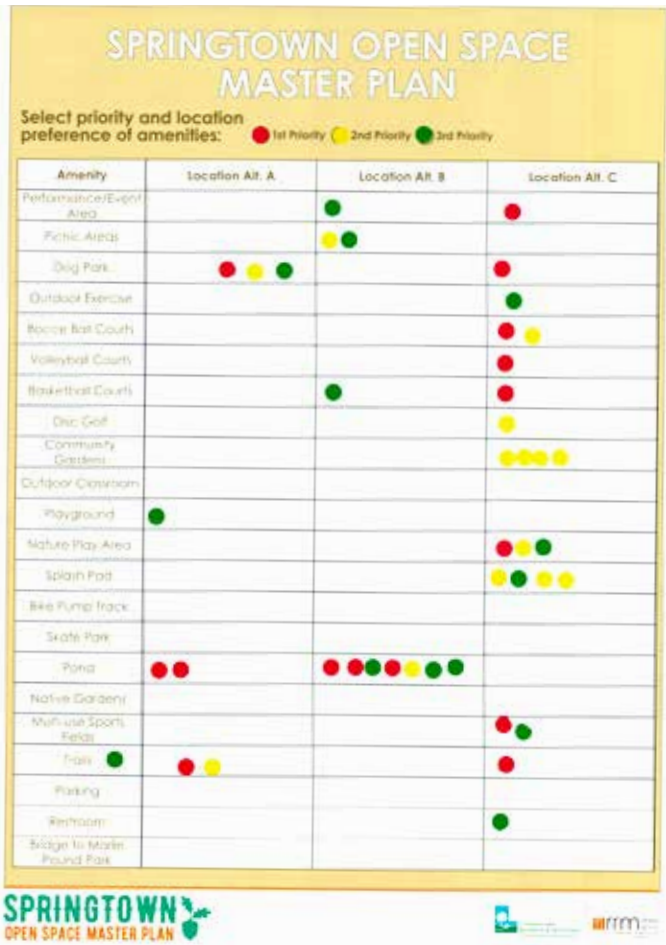 SPRINGTOWN OPEN SPACE
MASTER PLAN
Select priority and location
preference of amenities:
1st Priority
2nd Priority
3rd Priority
Amenity
Location Alt. A
Location Alt. B
Location Alt. C
Performance/Event
Area
Picnic Areas
Dog Park
Outdoor Exercise
Bocce Ball Courts
Volleyball Courts
Basketball Courts
Disc Golf
Community
Gardens
Outdoor Classroom
Playground
Nature Play Area
Splash Pad
Bike Pump Track
Skate Park
Pond
Native Gardens
Multi-use Sports
Fields
Trails
Parking
Restroom
Bridge to Marlin
Pound Park
SPRINGTOWN
OPEN SPACE MASTER PLAN
rrm